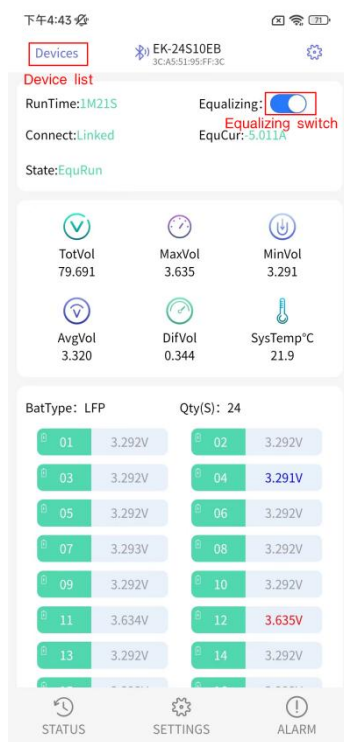 下午4:43
71
Devices
EK-24S10EB
3C:A5:51:95:FF:3C
Device list
RunTime:1M21S
Equalizing:
Equalizing switch
Connect:Linked
EquCur:-5.011A
State:EquRun
TotVol
MaxVol
MinVol
79.691
3.635
3.291
AvgVol
DifVol
SysTemp°C
3.320
0.344
21.9
BatType: LFP
Qty(S): 24
01 3.292V
02 3.292V
03 3.292V
04 3.291V
05 3.292V
06 3.292V
07 3.293V
08 3.292V
09 3.292V
10 3.292V
11 3.634V
12 3.635V
13 3.292V
14 3.292V
STATUS
SETTINGS
ALARM